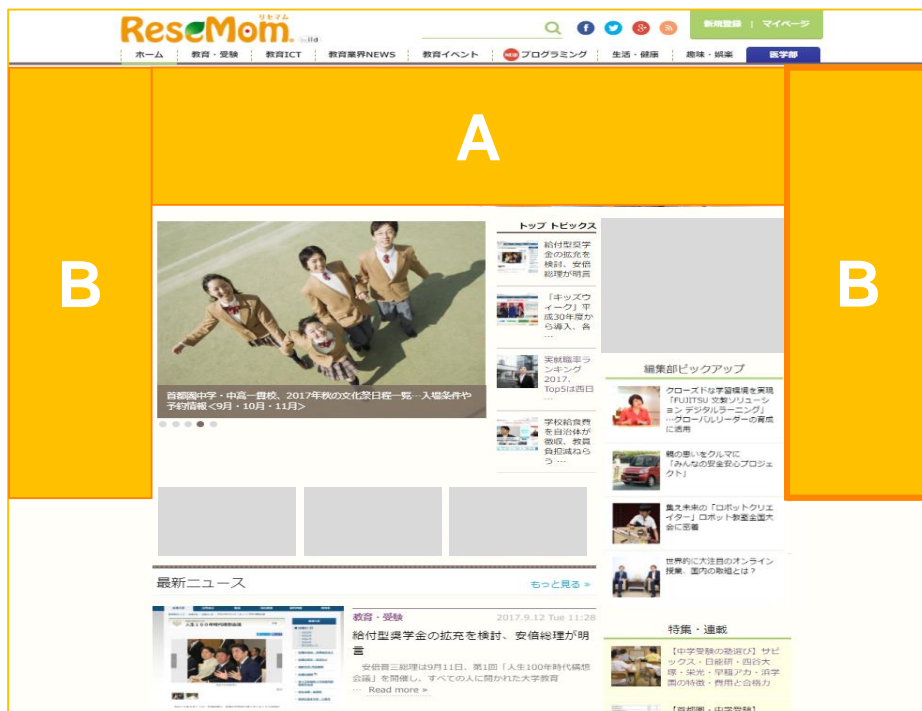 リセマム
ReseMom.
by iid
新規登録 | マイページ
ホーム
教育・受験
教育ICT
教育業界NEWS
教育イベント
NEW プログラミング
生活・健康
趣味・娯楽
医学部
A
B
B
首都圏中学・中高一貫校、2017年秋の文化祭日程一覧…入場条件や
予約情報<9月・10月・11月>
トップ トピックス
給付型奨学
金の拡充を
検討、安倍
総理が明言
「キッズウ
ィーク」平
成30年度か
ら導入、各
…
実就職率ラ
ンキング
2017、
Top5は西日
…
学校給食費
を自治体が
徴収、教員
負担減ねら
う …
編集部ピックアップ
クローズドな学習環境を実現
「FUJITSU 文教ソリューシ
ョン デジタルラーニング」
…グローバルリーダーの育成
に活用
親の思いをクルマに
「みんなの安全安心プロジェ
クト」
集え未来の「ロボットクリエ
イター」ロボット教室全国大
会に密着
世界的に大注目のオンライン
授業、国内の取組とは？
最新ニュース
もっと見る »
人生100年時代構想会議
教育・受験
2017.9.12 Tue 11:28
給付型奨学金の拡充を検討、安倍総理が明
言
安倍晋三総理は9月11日、第1回「人生100年時代構想
会議」を開催し、すべての人に開かれた大学教育
… Read more »
特集・連載
【中学受験の塾選び】サピ
ックス・日能研・四谷大
塚・栄光・早稲アカ・浜学
園の特徴・費用と合格力
【首都圏・中学受験】